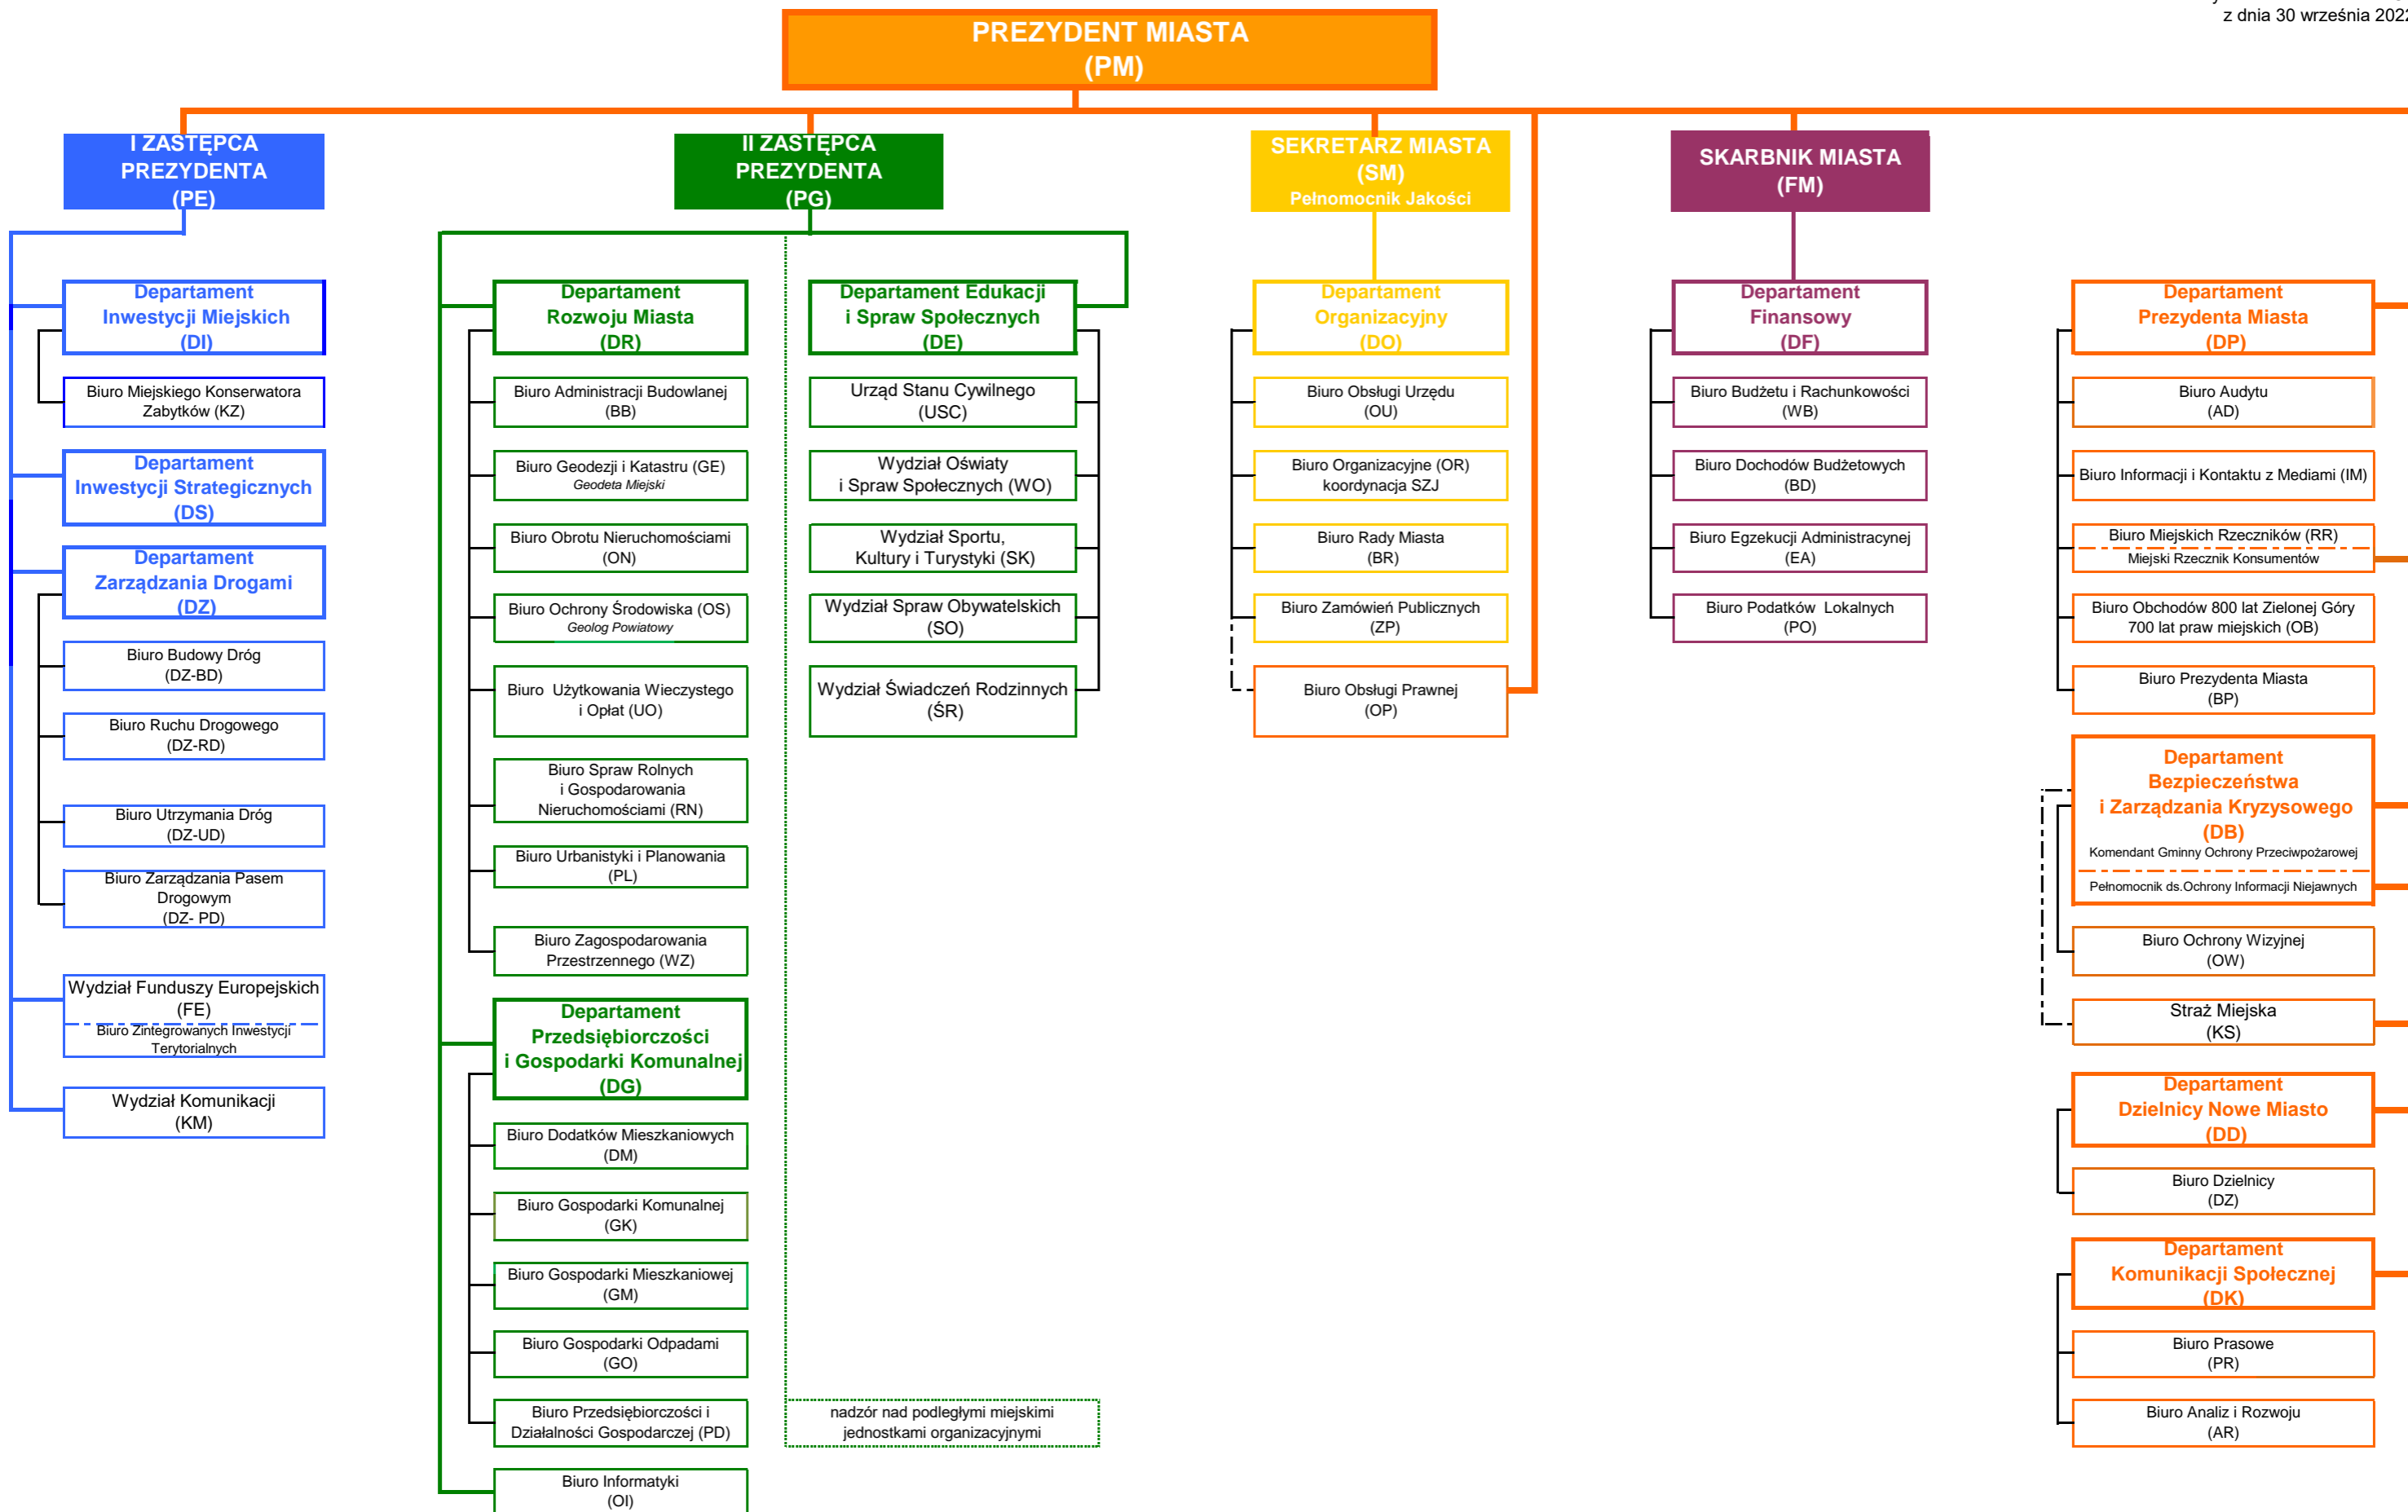 z dnia 30 września 2022
PREZYDENT MIASTA
(PM)
I ZASTĘPCA
PREZYDENTA
(PE)
II ZASTĘPCA
PREZYDENTA
(PG)
SEKRETARZ MIASTA
(SM)
Pełnomocnik Jakości
SKARBNIK MIASTA
(FM)
Departament
Inwestycji Miejskich
(DI)
Biuro Miejskiego Konserwatora
Zabytków (KZ)
Departament
Inwestycji Strategicznych
(DS)
Departament
Zarządzania Drogami
(DZ)
Biuro Budowy Dróg
(DZ-BD)
Biuro Ruchu Drogowego
(DZ-RD)
Biuro Utrzymania Dróg
(DZ-UD)
Biuro Zarządzania Pasem
Drogowym
(DZ- PD)
Wydział Funduszy Europejskich
(FE)
Biuro Zintegrowanych Inwestycji
Terytorialnych
Wydział Komunikacji
(KM)
Departament
Rozwoju Miasta
(DR)
Biuro Administracji Budowlanej
(BB)
Biuro Geodezji i Katastru (GE)
Geodeta Miejski
Biuro Obrotu Nieruchomościami
(ON)
Biuro Ochrony Środowiska (OS)
Geolog Powiatowy
Biuro Użytkowania Wieczystego
i Opłat (UO)
Biuro Spraw Rolnych
i Gospodarowania
Nieruchomościami (RN)
Biuro Urbanistyki i Planowania
(PL)
Biuro Zagospodarowania
Przestrzennego (WZ)
Departament
Przedsiębiorczości
i Gospodarki Komunalnej
(DG)
Biuro Dodatków Mieszkaniowych
(DM)
Biuro Gospodarki Komunalnej
(GK)
Biuro Gospodarki Mieszkaniowej
(GM)
Biuro Gospodarki Odpadami
(GO)
Biuro Przedsiębiorczości i
Działalności Gospodarczej (PD)
Biuro Informatyki
(OI)
Departament Edukacji
i Spraw Społecznych
(DE)
Urząd Stanu Cywilnego
(USC)
Wydział Oświaty
i Spraw Społecznych (WO)
Wydział Sportu,
Kultury i Turystyki (SK)
Wydział Spraw Obywatelskich
(SO)
Wydział Świadczeń Rodzinnych
(ŚR)
nadzór nad podległymi miejskimi
jednostkami organizacyjnymi
Departament
Organizacyjny
(DO)
Biuro Obsługi Urzędu
(OU)
Biuro Organizacyjne (OR)
koordynacja SZJ
Biuro Rady Miasta
(BR)
Biuro Zamówień Publicznych
(ZP)
Biuro Obsługi Prawnej
(OP)
Departament
Finansowy
(DF)
Biuro Budżetu i Rachunkowości
(WB)
Biuro Dochodów Budżetowych
(BD)
Biuro Egzekucji Administracynej
(EA)
Biuro Podatków Lokalnych
(PO)
Departament
Prezydenta Miasta
(DP)
Biuro Audytu
(AD)
Biuro Informacji i Kontaktu z Mediami (IM)
Biuro Miejskich Rzeczników (RR)
Miejski Rzecznik Konsumentów
Biuro Obchodów 800 lat Zielonej Góry
700 lat praw miejskich (OB)
Biuro Prezydenta Miasta
(BP)
Departament
Bezpieczeństwa
i Zarządzania Kryzysowego
(DB)
Komendant Gminny Ochrony Przeciwpożarowej
Pełnomocnik ds.Ochrony Informacji Niejawnych
Biuro Ochrony Wizyjnej
(OW)
Straż Miejska
(KS)
Departament
Dzielnicy Nowe Miasto
(DD)
Biuro Dzielnicy
(DZ)
Departament
Komunikacji Społecznej
(DK)
Biuro Prasowe
(PR)
Biuro Analiz i Rozwoju
(AR)